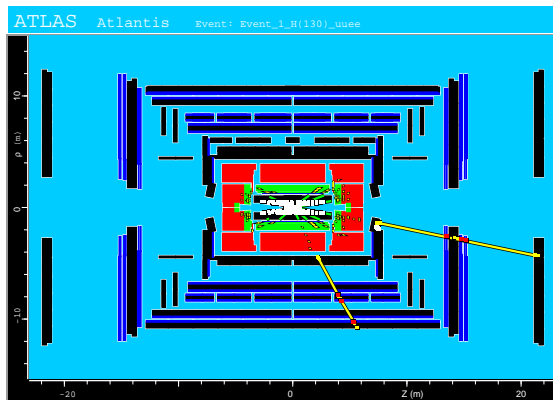 ATLAS Atlantis Event: Event_1_H(130)_uuee
10
ρ (m)
0
-10
-20 0 Z (m) 20